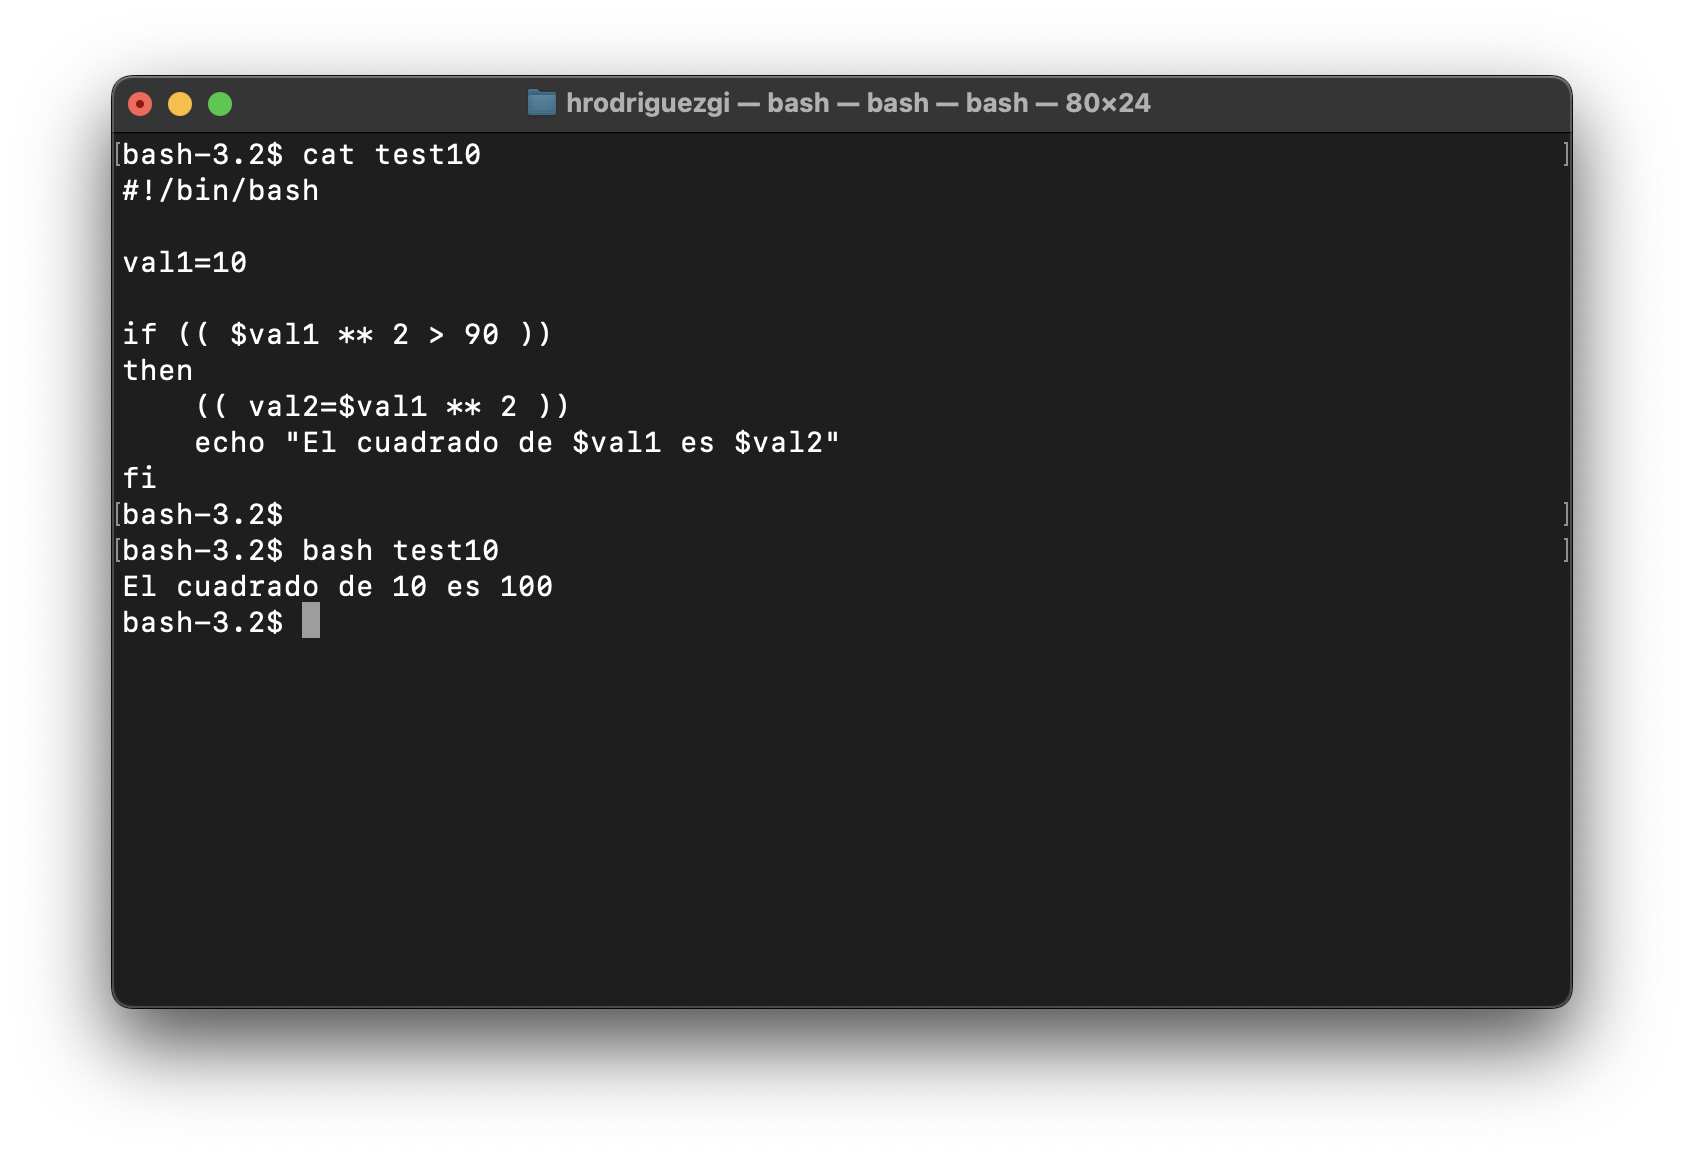 hrodriguezgi — bash — bash — bash — 80×24
[bash-3.2$ cat test10 ]
#!/bin/bash
val1=10
if (( $val1 ** 2 > 90 ))
then
    (( val2=$val1 ** 2 ))
    echo "El cuadrado de $val1 es $val2"
fi
[bash-3.2$ ]
[bash-3.2$ bash test10 ]
El cuadrado de 10 es 100
bash-3.2$